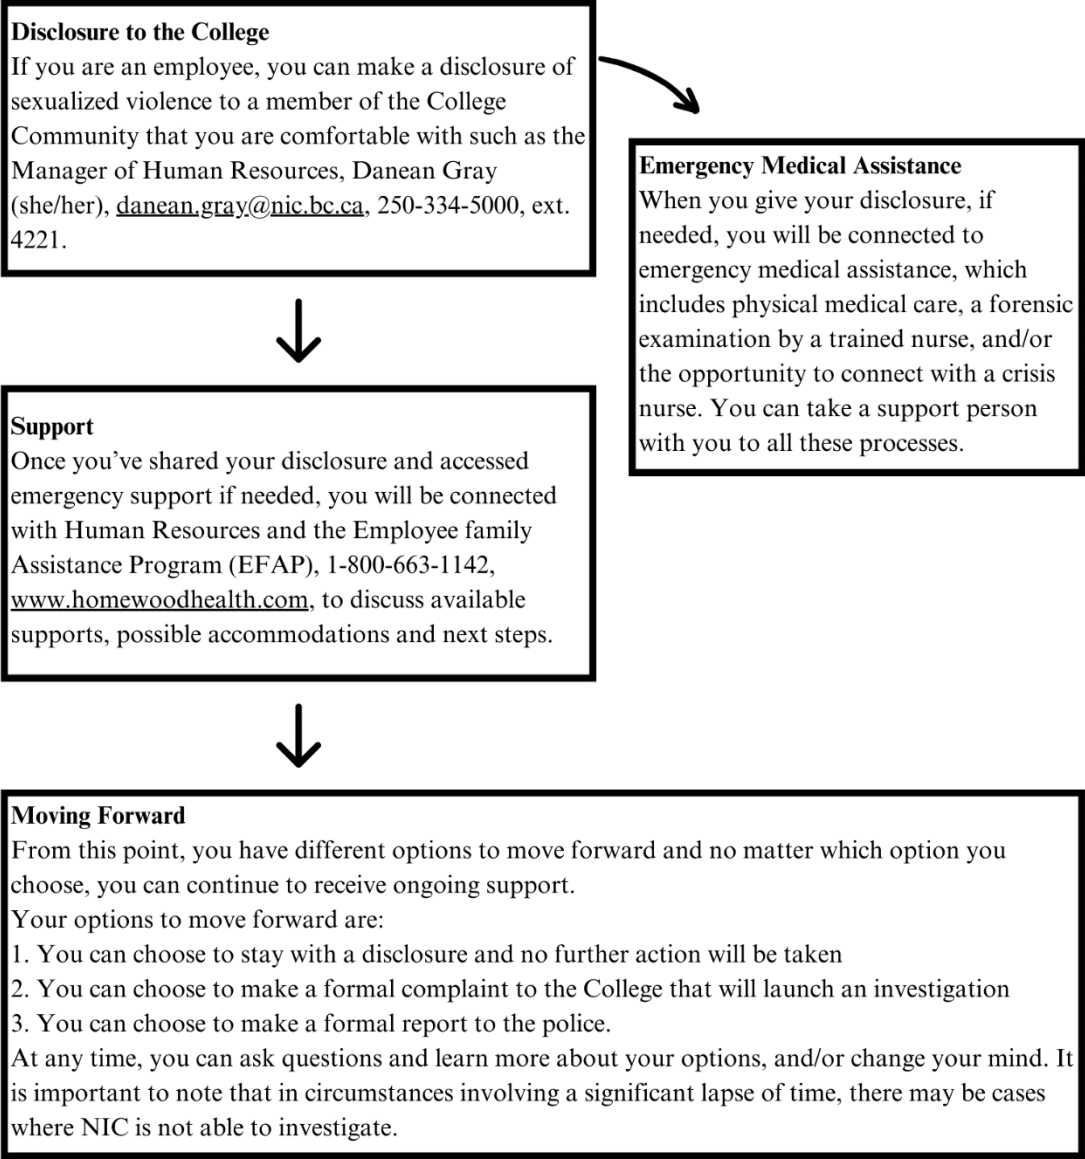 Disclosure to the College
If you are an employee, you can make a disclosure of
sexualized violence to a member of the College
Community that you are comfortable with such as the
Manager of Human Resources, Danean Gray
(she/her), danean.gray@nic.bc.ca, 250-334-5000, ext.
4221.
Emergency Medical Assistance
When you give your disclosure, if
needed, you will be connected to
emergency medical assistance, which
includes physical medical care, a forensic
examination by a trained nurse, and/or
the opportunity to connect with a crisis
nurse. You can take a support person
with you to all these processes.
Support
Once you've shared your disclosure and accessed
emergency support if needed, you will be connected
with Human Resources and the Employee family
Assistance Program (EFAP), 1-800-663-1142,
www.homewoodhealth.com, to discuss available
supports, possible accommodations and next steps.
Moving Forward
From this point, you have different options to move forward and no matter which option you
choose, you can continue to receive ongoing support.
Your options to move forward are:
1. You can choose to stay with a disclosure and no further action will be taken
2. You can choose to make a formal complaint to the College that will launch an investigation
3. You can choose to make a formal report to the police.
At any time, you can ask questions and learn more about your options, and/or change your mind. It
is important to note that in circumstances involving a significant lapse of time, there may be cases
where NIC is not able to investigate.